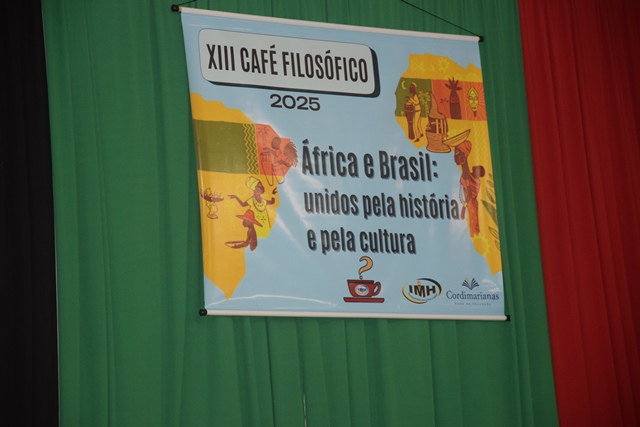 XIII CAFÉ FILOSÓFICO
2025
África e Brasil:
unidos pela história
e pela cultura
IMH
Cordimarianas